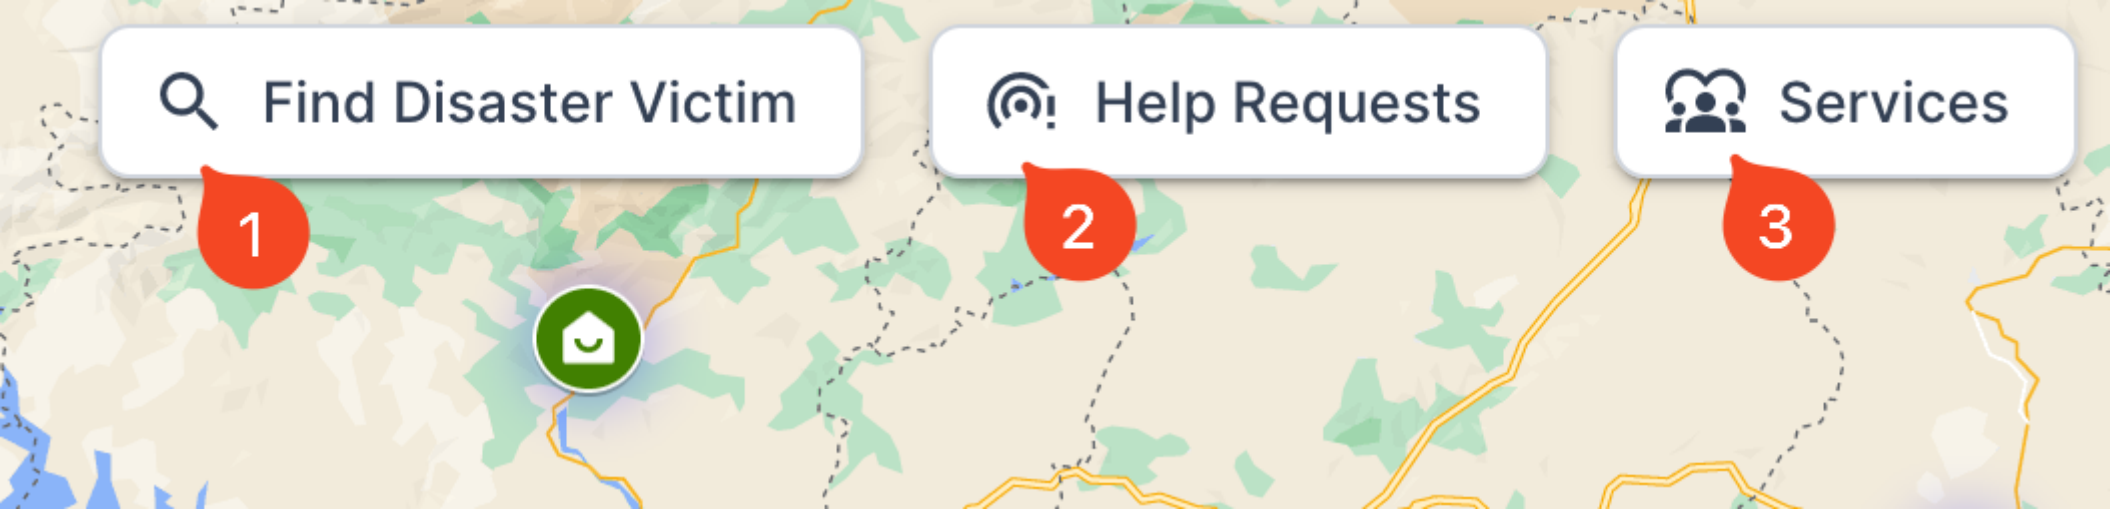 Find Disaster Victim
Help Requests
Services
1
2
3